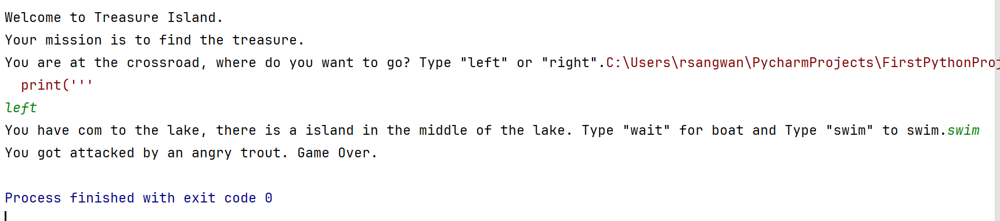 Welcome to Treasure Island.
Your mission is to find the treasure.
You are at the crossroad, where do you want to go? Type "left" or "right".C:\Users\rsangwan\PycharmProjects\FirstPythonProj
print('''
left
You have com to the lake, there is a island in the middle of the lake. Type "wait" for boat and Type "swim" to swim.swim
You got attacked by an angry trout. Game Over.
Process finished with exit code 0